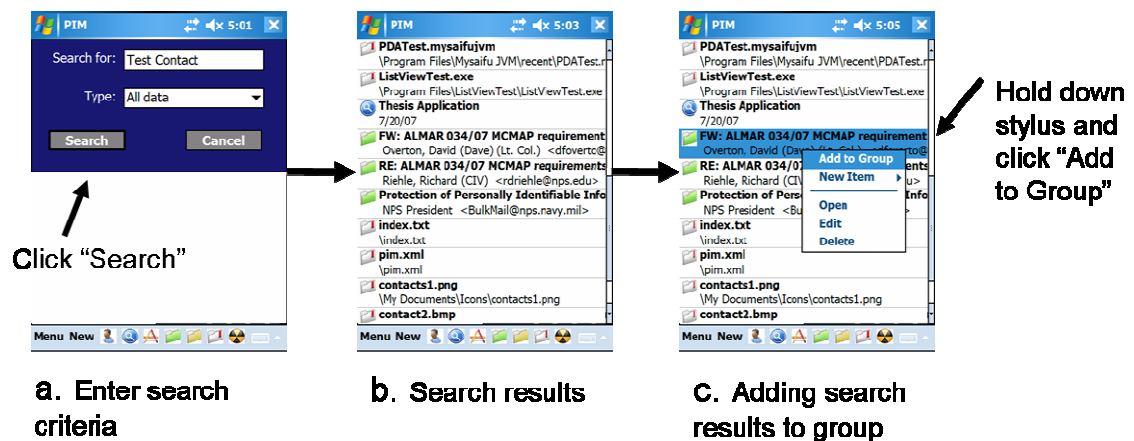 PIM 5:01
Search for: Test Contact
Type: All data
Search Cancel
Menu New
Click “Search”
a. Enter search
criteria
PIM 5:03
PDATest.mysaifujvm
\Program Files\Mysaifu JVM\recent\PDATest.r
ListViewTest.exe
\Program Files\ListViewTest\ListViewTest.exe
Thesis Application
7/20/07
FW: ALMAR 034/07 MCMAP requirement
Overton, David (Dave) (Lt. Col.) <dfoverto@
RE: ALMAR 034/07 MCMAP requirements
Riehle, Richard (CIV) <rdriehle@nps.edu>
Protection of Personally Identifiable Info
NPS President <BulkMail@nps.navy.mil>
index.txt
\index.txt
pim.xml
\pim.xml
contacts1.png
\My Documents\Icons\contacts1.png
contact2.bmp
Menu New
b. Search results
PIM 5:05
PDATest.mysaifujvm
\Program Files\Mysaifu JVM\recent\PDATest.r
ListViewTest.exe
\Program Files\ListViewTest\ListViewTest.exe
Thesis Application
7/20/07
FW: ALMAR 034/07 MCMAP requirement
Overton, David (Dave) (Lt. Col.) <dfoverto@
RE: ALMAR 034/07 MCMAP requirements
Riehle, Richard (CIV) u>
Protection of Personally Identifiable Info
NPS President <Bu l>
index.txt
\index.txt
pim.xml
\pim.xml
contacts1.png
\My Documents\Icons\contacts1.png
contact2.bmp
Add to Group
New Item
Open
Edit
Delete
Menu New
Hold down
stylus and
click “Add
to Group”
c. Adding search
results to group